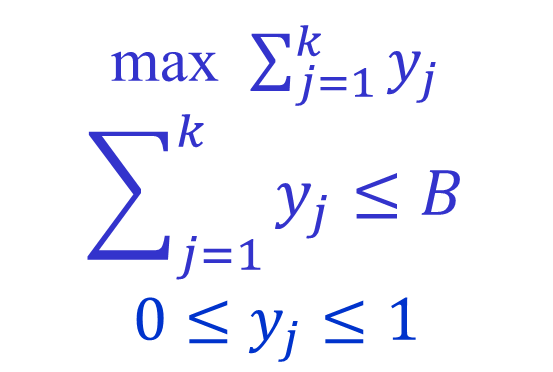 max ∑_{j=1}^{k} y_j
∑_{j=1}^{k} y_j ≤ B
0 ≤ y_j ≤ 1